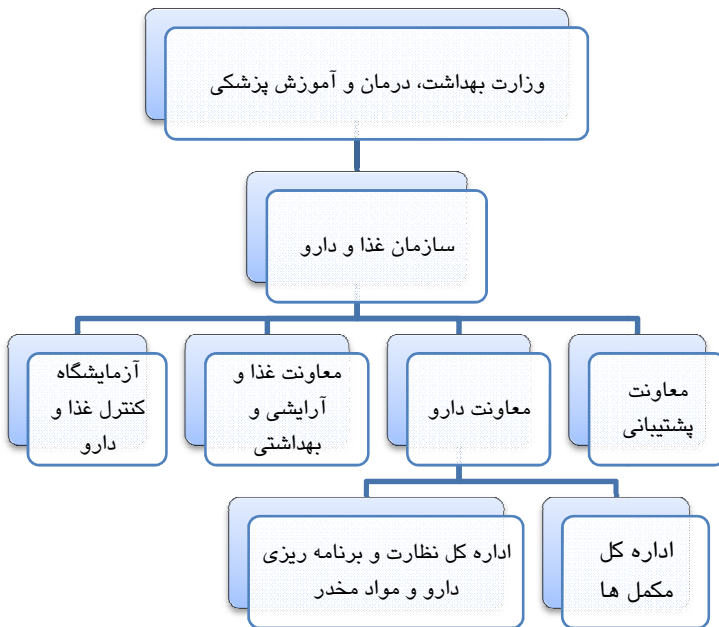 وزارت بهداشت، درمان و آموزش پزشکی
سازمان غذا و دارو
معاونت
پشتیبانی
معاونت دارو
معاونت غذا و
آرایشی و
بهداشتی
آزمایشگاه
کنترل غذا و
دارو
اداره کل
مکمل ها
اداره کل نظارت و برنامه ریزی
دارو و مواد مخدر